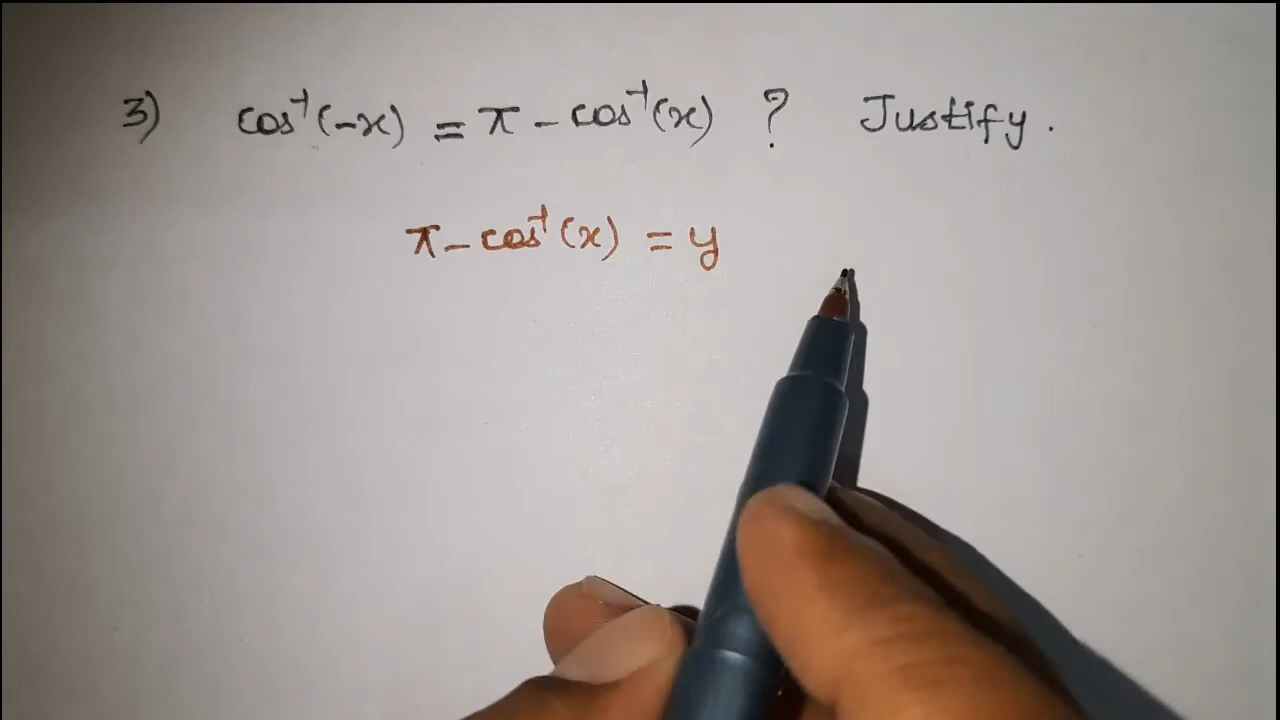 3) cos⁻¹(-x) = π - cos⁻¹(x) ? Justify.
π - cos⁻¹(x) = y